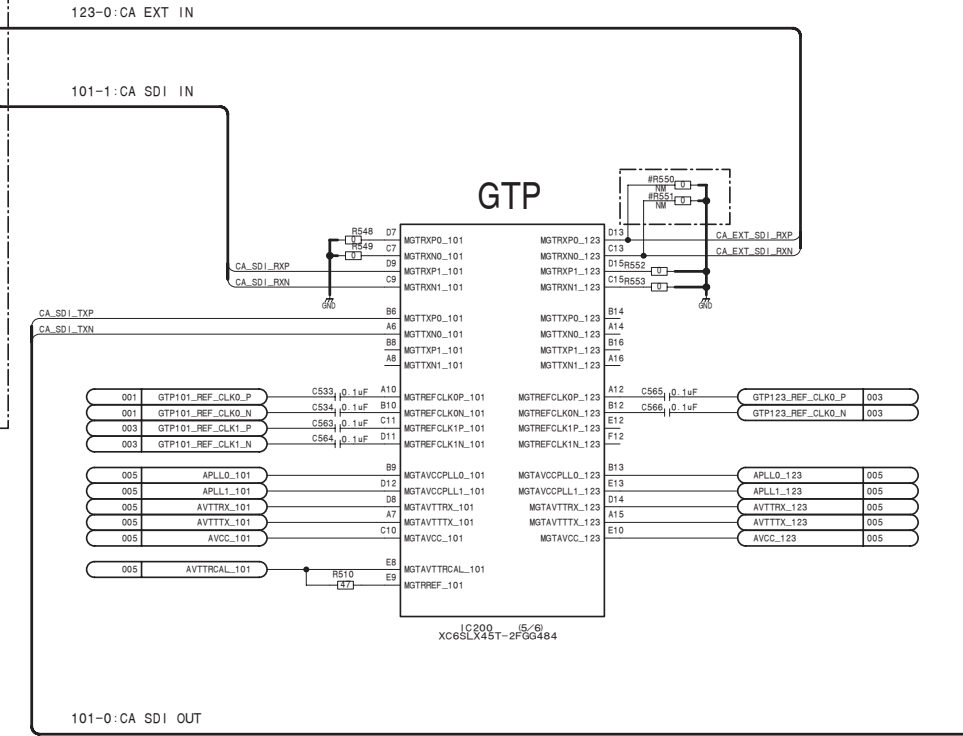 123-0:CA EXT IN
101-1:CA SDI IN
GTP
#R550 0
NM
#R551 0
NM
R548 0 D7 MGTRXP0_101 MGTRXP0_123 D13 CA_EXT_SDI_RXP
R549 0 C7 MGTRXN0_101 MGTRXN0_123 C13 CA_EXT_SDI_RXN
CA_SDI_RXP D9 MGTRXP1_101 MGTRXP1_123 D15 R552 0
CA_SDI_RXN C9 MGTRXN1_101 MGTRXN1_123 C15 R553 0
GND GND
CA_SDI_TXP B6 MGTTXP0_101 MGTTXP0_123 B14
CA_SDI_TXN A6 MGTTXN0_101 MGTTXN0_123 A14
B8 MGTTXP1_101 MGTTXP1_123 B16
A8 MGTTXN1_101 MGTTXN1_123 A16
001 GTP101_REF_CLK0_P C533 0.1uF A10 MGTREFCLK0P_101 MGTREFCLK0P_123 A12 C565 0.1uF GTP123_REF_CLK0_P 003
001 GTP101_REF_CLK0_N C534 0.1uF B10 MGTREFCLK0N_101 MGTREFCLK0N_123 B12 C566 0.1uF GTP123_REF_CLK0_N 003
003 GTP101_REF_CLK1_P C563 0.1uF C11 MGTREFCLK1P_101 MGTREFCLK1P_123 E12
003 GTP101_REF_CLK1_N C564 0.1uF D11 MGTREFCLK1N_101 MGTREFCLK1N_123 F12
005 APLL0_101 B9 MGTAVCCPLL0_101 MGTAVCCPLL0_123 B13 APLL0_123 005
005 APLL1_101 D12 MGTAVCCPLL1_101 MGTAVCCPLL1_123 E13 APLL1_123 005
005 AVTTRX_101 D8 MGTAVTTRX_101 MGTAVTTRX_123 D14 AVTTRX_123 005
005 AVTTTX_101 A7 MGTAVTTTX_101 MGTAVTTTX_123 A15 AVTTTX_123 005
005 AVCC_101 C10 MGTAVCC_101 MGTAVCC_123 E10 AVCC_123 005
005 AVTTRCAL_101 E8 MGTAVTTRCAL_101
R510 47 E9 MGTRREF_101
IC200 (5/6)
XC6SLX45T-2FGG484
101-0:CA SDI OUT